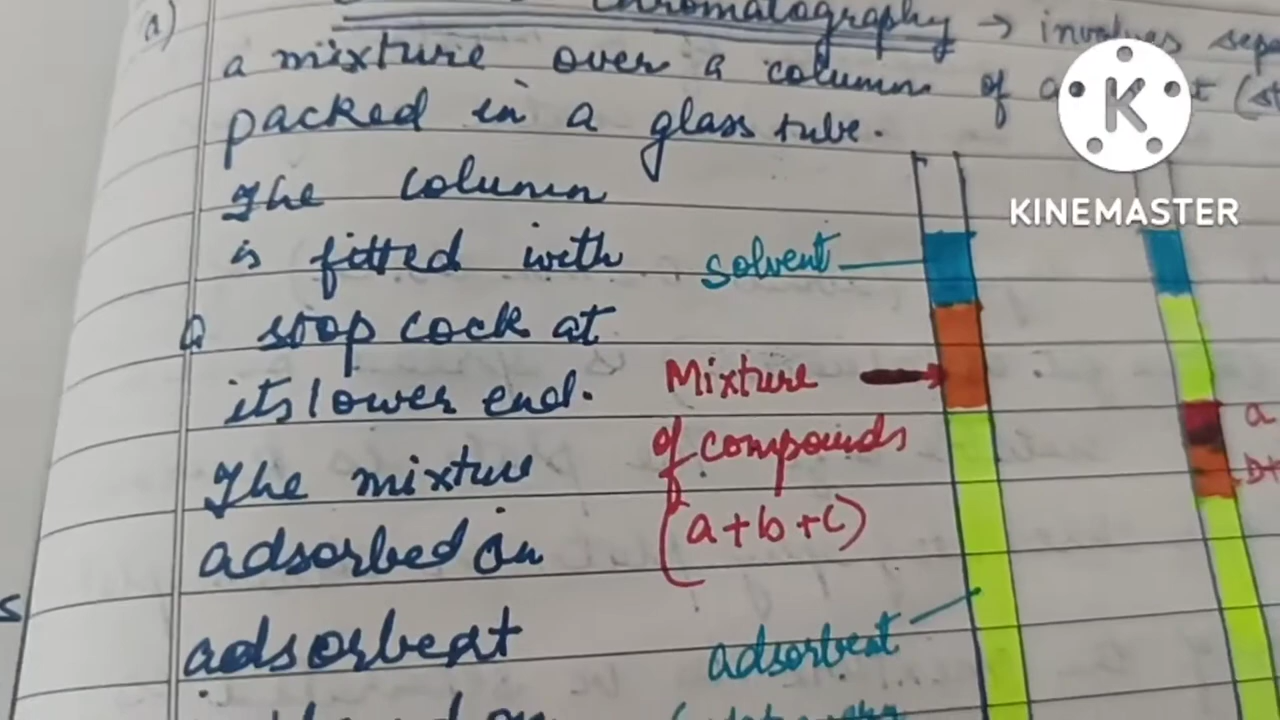 a) Chromatography → involves
a mixture over a column of
packed in a glass tube.
The column
is fitted with
a stop cock at
its lower end.
The mixture
adsorbed on
adsorbent
solvent
Mixture
of compounds
(a+b+c)
adsorbent
a
b+
s
K
KINEMASTER